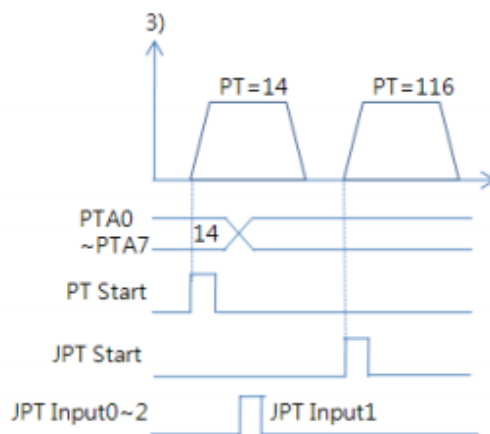 3)
PT=14 PT=116
PTA0
~PTA7
14
PT Start
JPT Start
JPT Input0~2
JPT Input1